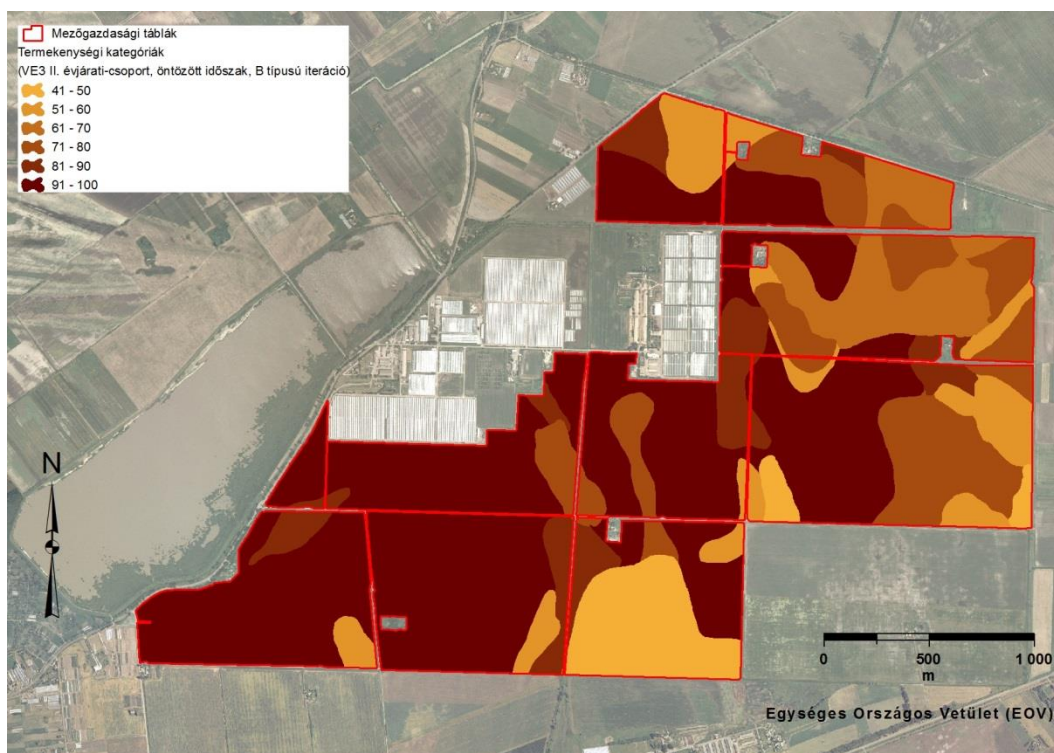 Mezőgazdasági táblák
Termekenységi kategóriák
(VE3 II. évjárati-csoport, öntözött időszak, B típusú iteráció)
41 - 50
51 - 60
61 - 70
71 - 80
81 - 90
91 - 100
N
0 500 1 000
m
Egységes Országos Vetület (EOV)